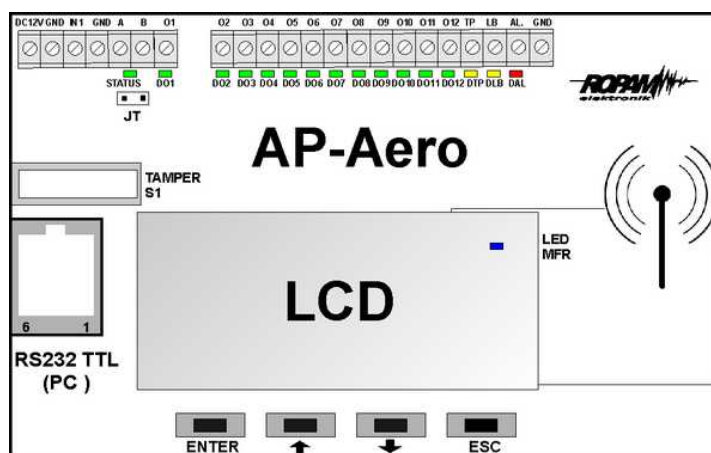 DC12V GND IN1 GND A B O1 O2 O3 O4 O5 O6 O7 O8 O9 O10 O11 O12 TP LB AL. GND
STATUS DO1 DO2 DO3 DO4 DO5 DO6 DO7 DO8 DO9 DO10 DO11 DO12 DTP DLB DAL
JT
ROPAM
elektronik
AP-Aero
TAMPER
S1
LED
MFR
LCD
6 1
RS232 TTL
(PC )
ENTER ESC